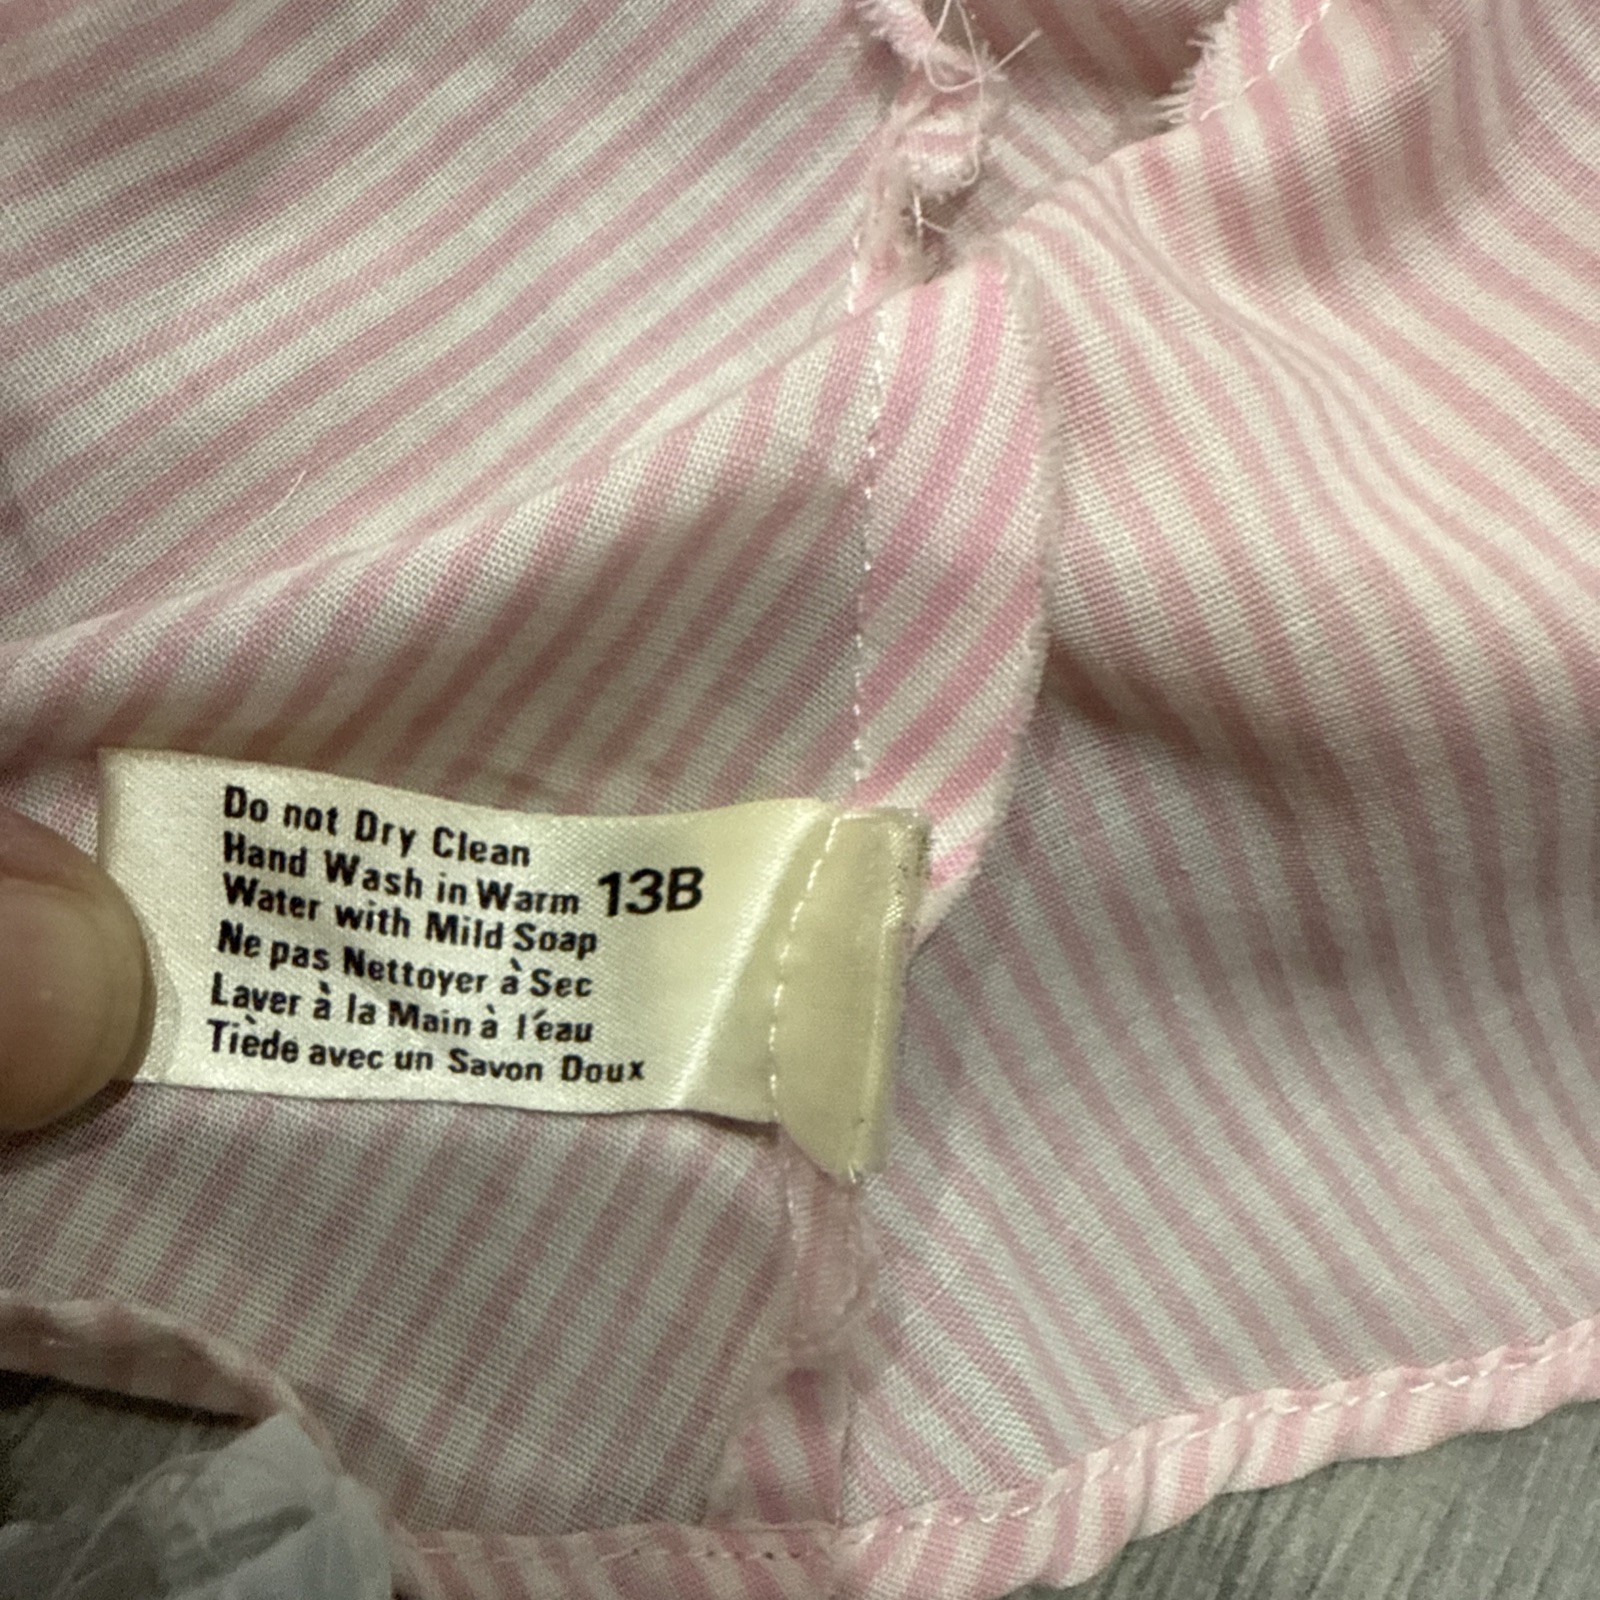 Do not Dry Clean
Hand Wash in Warm 13B
Water with Mild Soap
Ne pas Nettoyer à Sec
Laver à la Main à l'eau
Tiède avec un Savon Doux